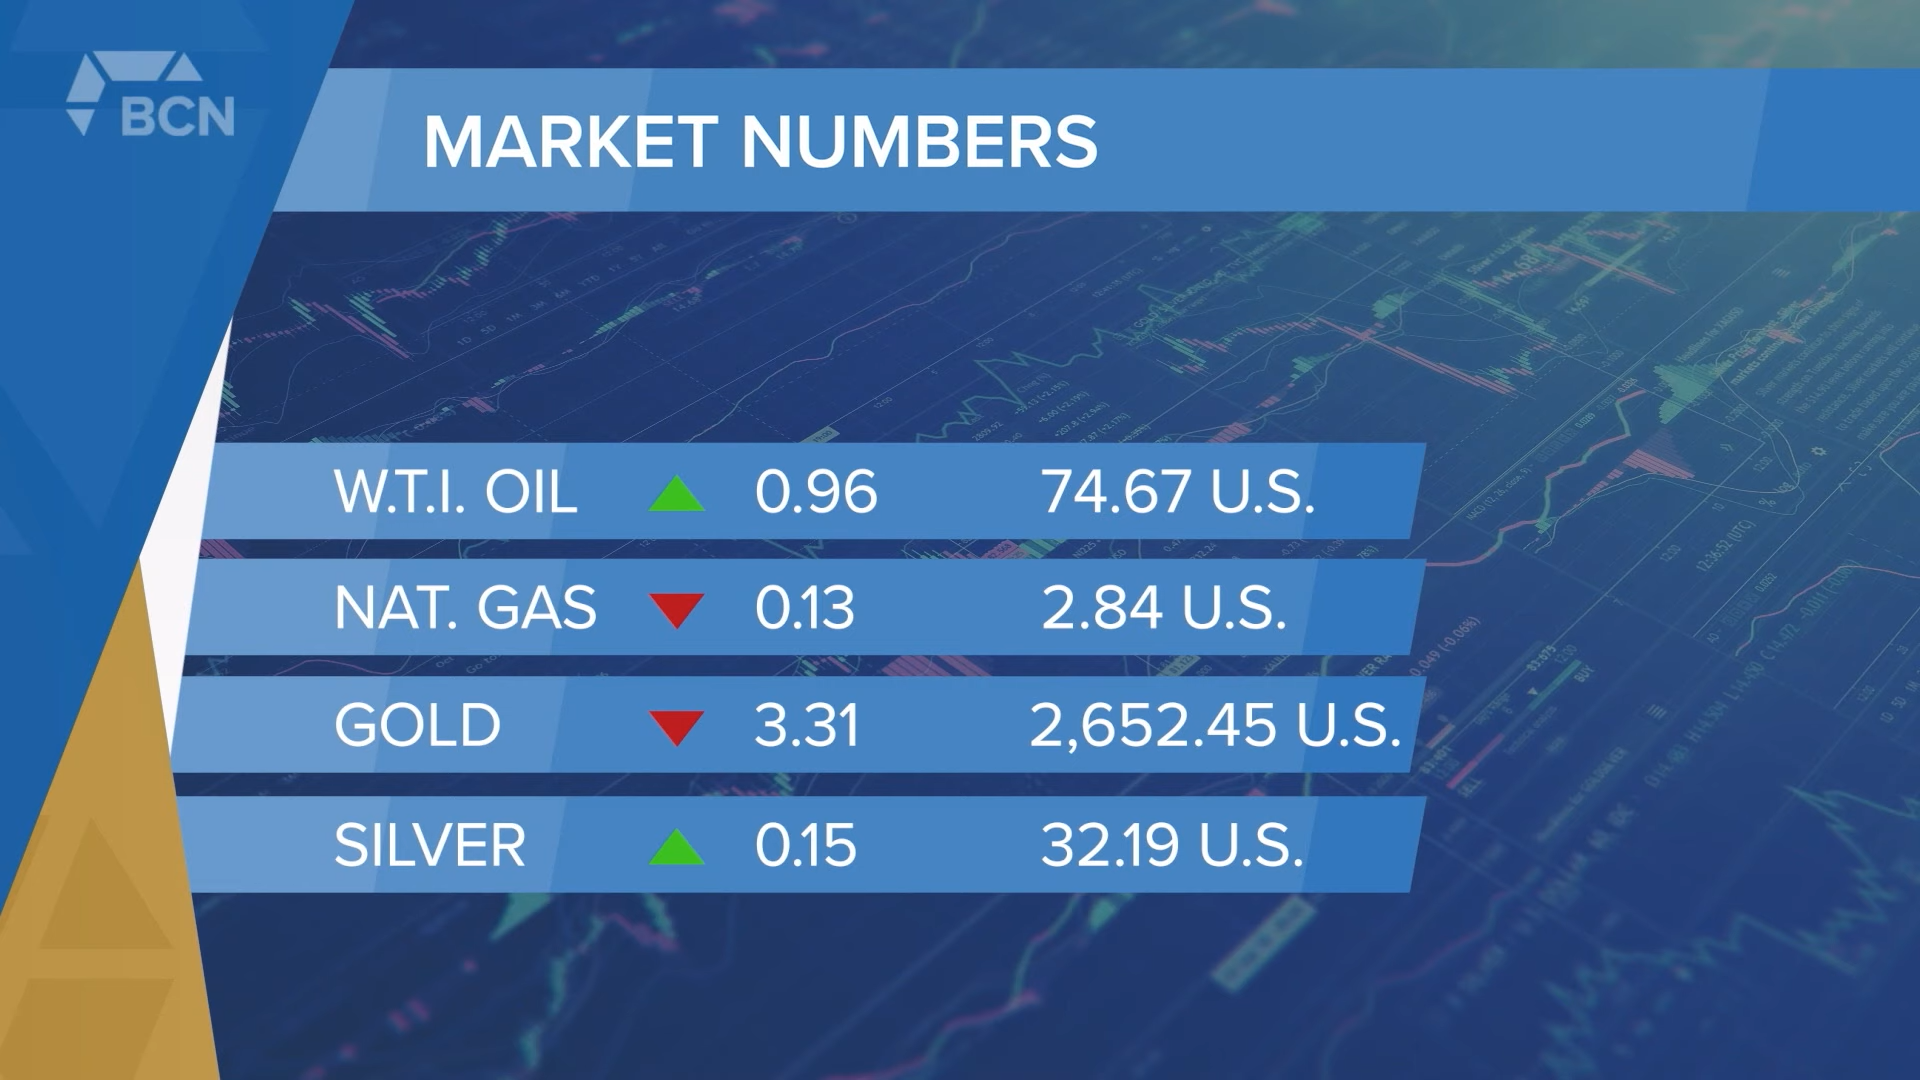 BCN
MARKET NUMBERS
W.T.I. OIL ▲ 0.96 74.67 U.S.
NAT. GAS ▼ 0.13 2.84 U.S.
GOLD ▼ 3.31 2,652.45 U.S.
SILVER ▲ 0.15 32.19 U.S.